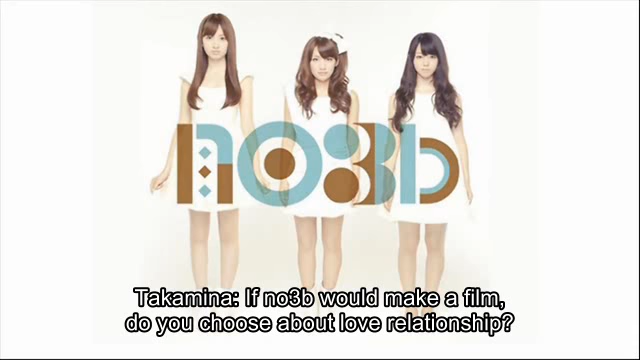 no3b
Takamina: If no3b would make a film,
do you choose about love relationship?